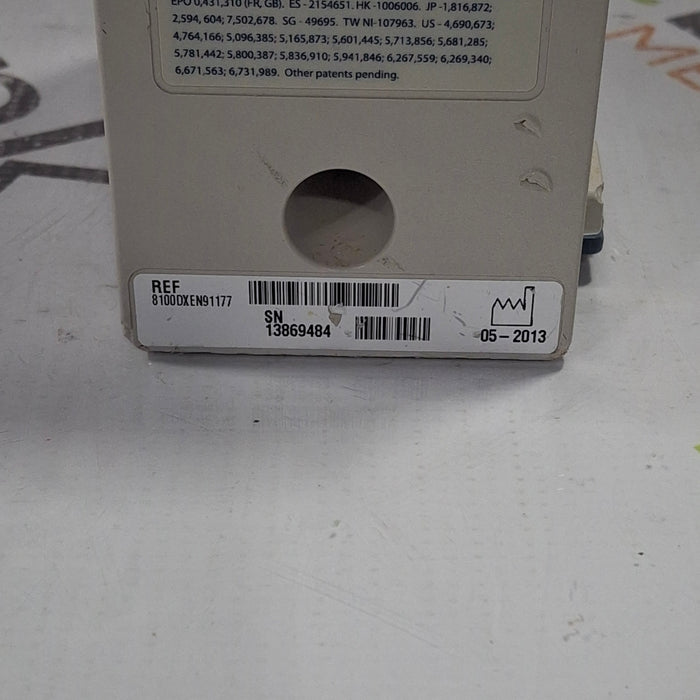 EPO 0,431,310 (FR, GB). ES - 2154651. HK -1006006. JP -1,816,872;
2,594, 604; 7,502,678. SG - 49695. TW NI-107963. US - 4,690,673;
4,764,166; 5,096,385; 5,165,873; 5,601,445; 5,713,856; 5,681,285;
5,781,442; 5,800,387; 5,836,910; 5,941,846; 6,267,559; 6,269,340;
6,671,563; 6,731,989. Other patents pending.
REF
8100DXEN91177
SN
13869484
05-2013